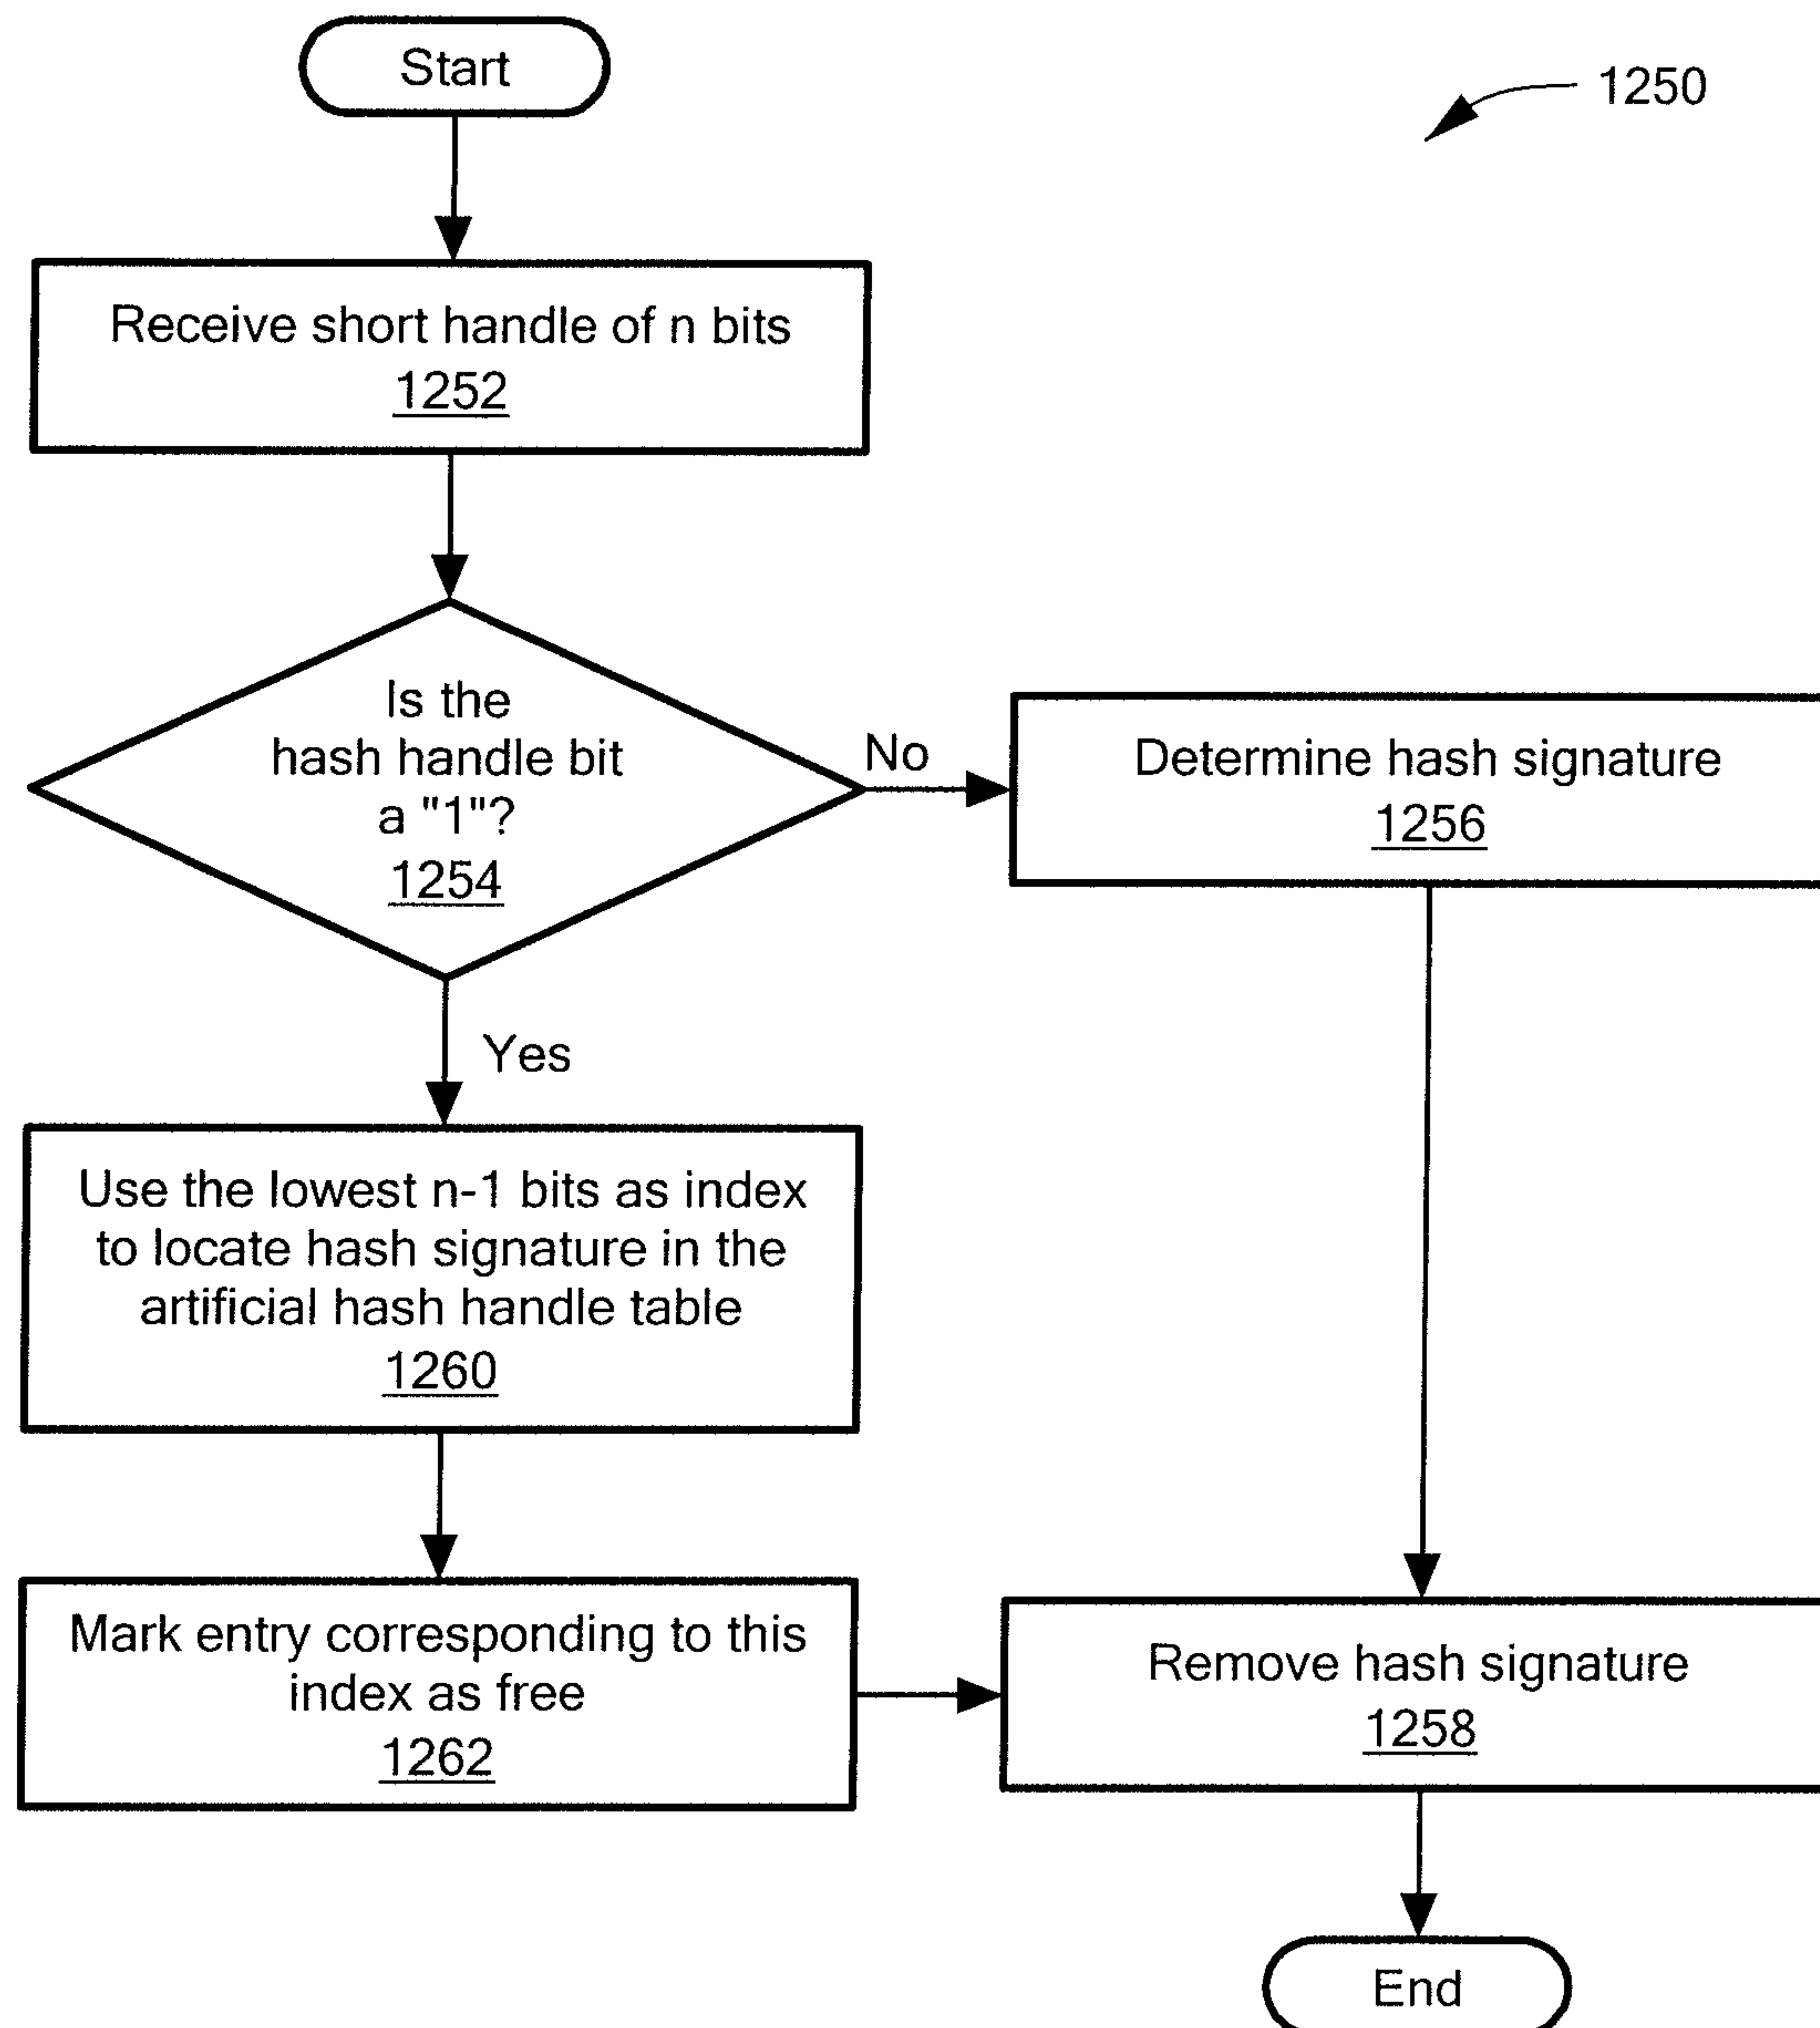 Start
1250
Receive short handle of n bits
1252
Is the
hash handle bit
a "1"?
1254
No
Determine hash signature
1256
Yes
Use the lowest n-1 bits as index
to locate hash signature in the
artificial hash handle table
1260
Mark entry corresponding to this
index as free
1262
Remove hash signature
1258
End